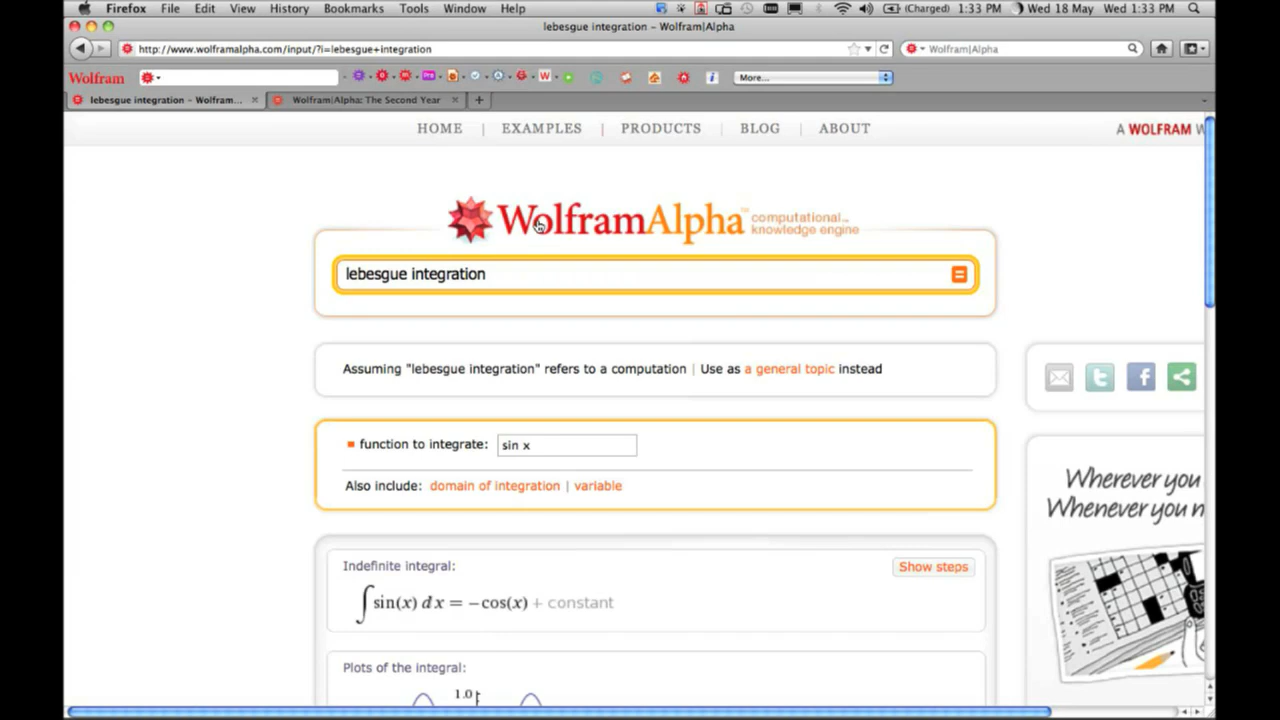 Firefox File Edit View History Bookmarks Tools Window Help (Charged) 1:33 PM Wed 18 May Wed 1:33 PM
lebesgue integration – Wolfram|Alpha
http://www.wolframalpha.com/input/?i=lebesgue+integration Wolfram|Alpha
Wolfram More...
lebesgue integration – Wolfram... Wolfram|Alpha: The Second Year
HOME | EXAMPLES | PRODUCTS | BLOG | ABOUT A WOLFRAM W
WolframAlpha™ computational...
knowledge engine
lebesgue integration
Assuming "lebesgue integration" refers to a computation | Use as a general topic instead
function to integrate: sin x
Also include: domain of integration | variable
Wherever you
Whenever you n
Indefinite integral: Show steps
∫ sin(x) dx = −cos(x) + constant
Plots of the integral:
1.0